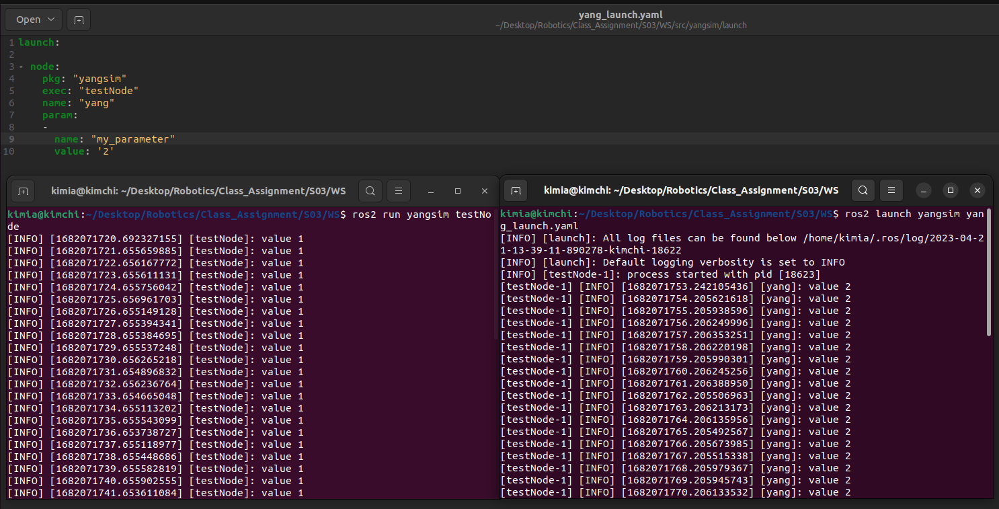 Open
yang_launch.yaml
~/Desktop/Robotics/Class_Assignment/S03/WS/src/yangsim/launch
1 launch:
2
3 - node:
4     pkg: "yangsim"
5     exec: "testNode"
6     name: "yang"
7     param:
8     -
9       name: "my_parameter"
10       value: '2'
kimia@kimchi: ~/Desktop/Robotics/Class_Assignment/S03/WS
kimia@kimchi:~/Desktop/Robotics/Class_Assignment/S03/WS$ ros2 run yangsim testNo
de
[INFO] [1682071720.692327155] [testNode]: value 1
[INFO] [1682071721.655659885] [testNode]: value 1
[INFO] [1682071722.656167772] [testNode]: value 1
[INFO] [1682071723.655611131] [testNode]: value 1
[INFO] [1682071724.655756042] [testNode]: value 1
[INFO] [1682071725.656961703] [testNode]: value 1
[INFO] [1682071726.655149128] [testNode]: value 1
[INFO] [1682071727.655394341] [testNode]: value 1
[INFO] [1682071728.655384695] [testNode]: value 1
[INFO] [1682071729.655537248] [testNode]: value 1
[INFO] [1682071730.656265218] [testNode]: value 1
[INFO] [1682071731.654896832] [testNode]: value 1
[INFO] [1682071732.656236764] [testNode]: value 1
[INFO] [1682071733.654665048] [testNode]: value 1
[INFO] [1682071734.655113202] [testNode]: value 1
[INFO] [1682071735.655543099] [testNode]: value 1
[INFO] [1682071736.653738727] [testNode]: value 1
[INFO] [1682071737.655118977] [testNode]: value 1
[INFO] [1682071738.655448686] [testNode]: value 1
[INFO] [1682071739.655582819] [testNode]: value 1
[INFO] [1682071740.655902555] [testNode]: value 1
[INFO] [1682071741.653611084] [testNode]: value 1
kimia@kimchi: ~/Desktop/Robotics/Class_Assignment/S03/WS
kimia@kimchi:~/Desktop/Robotics/Class_Assignment/S03/WS$ ros2 launch yangsim yan
g_launch.yaml
[INFO] [launch]: All log files can be found below /home/kimia/.ros/log/2023-04-2
1-13-39-11-890278-kimchi-18622
[INFO] [launch]: Default logging verbosity is set to INFO
[INFO] [testNode-1]: process started with pid [18623]
[testNode-1] [INFO] [1682071753.242105436] [yang]: value 2
[testNode-1] [INFO] [1682071754.205621618] [yang]: value 2
[testNode-1] [INFO] [1682071755.205938596] [yang]: value 2
[testNode-1] [INFO] [1682071756.206249996] [yang]: value 2
[testNode-1] [INFO] [1682071757.206353251] [yang]: value 2
[testNode-1] [INFO] [1682071758.206220198] [yang]: value 2
[testNode-1] [INFO] [1682071759.205990301] [yang]: value 2
[testNode-1] [INFO] [1682071760.206245256] [yang]: value 2
[testNode-1] [INFO] [1682071761.206388950] [yang]: value 2
[testNode-1] [INFO] [1682071762.205506963] [yang]: value 2
[testNode-1] [INFO] [1682071763.206213173] [yang]: value 2
[testNode-1] [INFO] [1682071764.206135956] [yang]: value 2
[testNode-1] [INFO] [1682071765.205492567] [yang]: value 2
[testNode-1] [INFO] [1682071766.205673985] [yang]: value 2
[testNode-1] [INFO] [1682071767.205515338] [yang]: value 2
[testNode-1] [INFO] [1682071768.205979367] [yang]: value 2
[testNode-1] [INFO] [1682071769.205945743] [yang]: value 2
[testNode-1] [INFO] [1682071770.206133532] [yang]: value 2